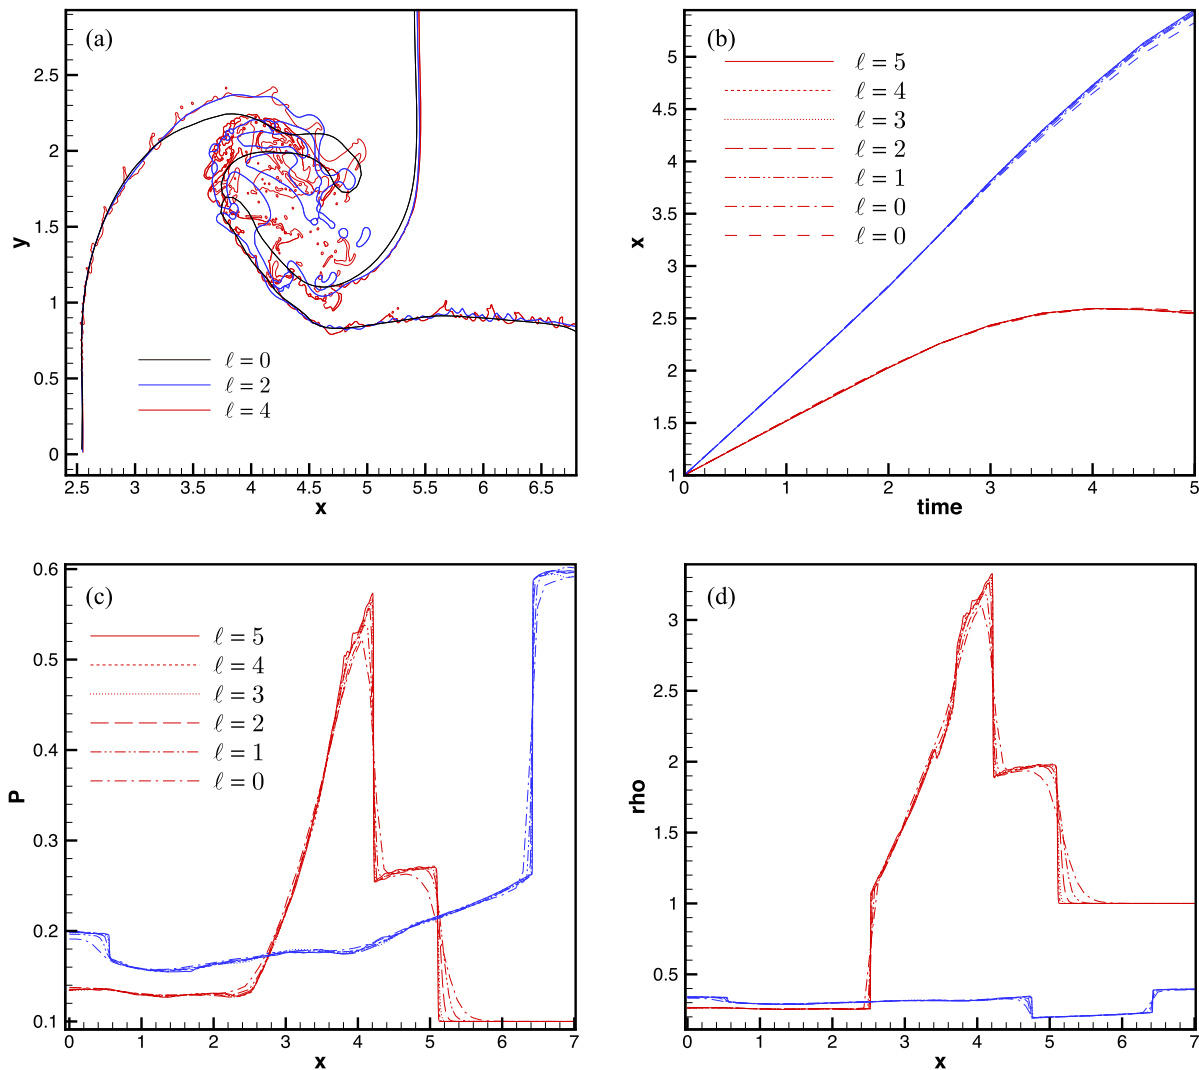 (a)
2.5
2
1.5
1
0.5
0
y
ℓ = 0
ℓ = 2
ℓ = 4
2.5 3 3.5 4 4.5 5 5.5 6 6.5
x
(b)
5
4.5
4
3.5
3
2.5
2
1.5
1
x
ℓ = 5
ℓ = 4
ℓ = 3
ℓ = 2
ℓ = 1
ℓ = 0
ℓ = 0
0 1 2 3 4 5
time
(c)
0.6
0.5
0.4
0.3
0.2
0.1
P
ℓ = 5
ℓ = 4
ℓ = 3
ℓ = 2
ℓ = 1
ℓ = 0
0 1 2 3 4 5 6 7
x
(d)
3
2.5
2
1.5
1
0.5
rho
0 1 2 3 4 5 6 7
x